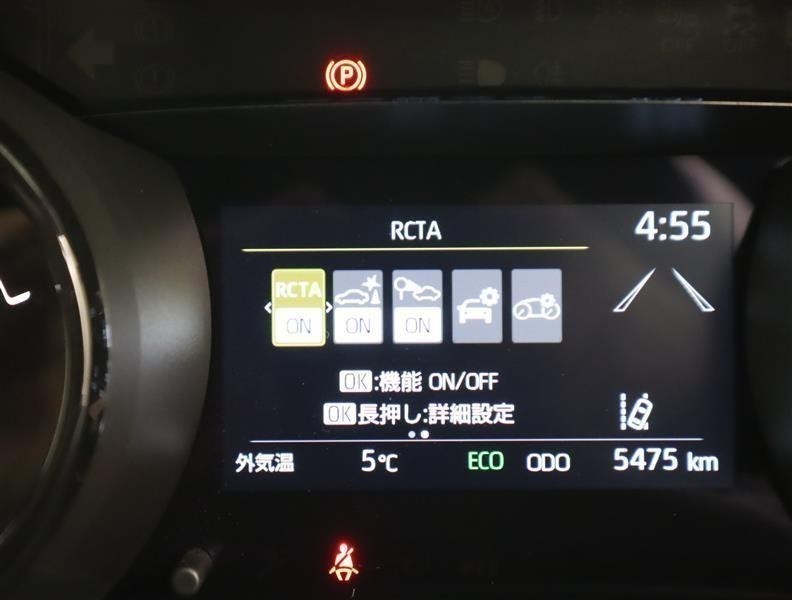 P
RCTA 4:55
RCTA
ON ON ON
OK:機能 ON/OFF
OK長押し:詳細設定
外気温 5℃ ECO ODO 5475 km